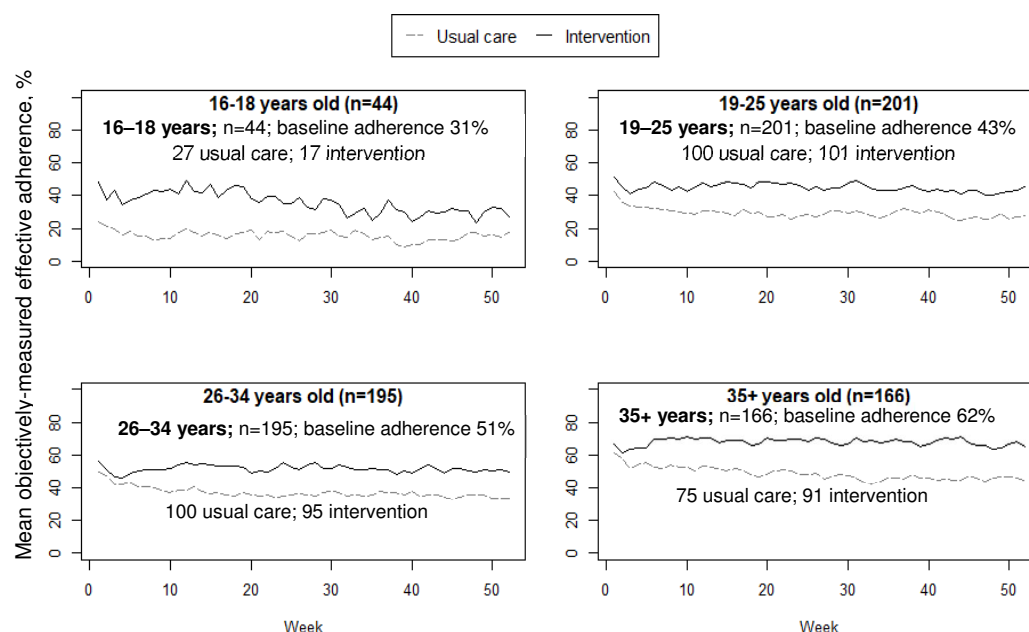 Usual care Intervention
Mean objectively-measured effective adherence, %
16-18 years old (n=44)
16–18 years; n=44; baseline adherence 31%
27 usual care; 17 intervention
80
60
40
20
0
0 10 20 30 40 50
19-25 years old (n=201)
19–25 years; n=201; baseline adherence 43%
100 usual care; 101 intervention
80
60
40
20
0
0 10 20 30 40 50
26-34 years old (n=195)
26–34 years; n=195; baseline adherence 51%
100 usual care; 95 intervention
80
60
40
20
0
0 10 20 30 40 50
Week
35+ years old (n=166)
35+ years; n=166; baseline adherence 62%
75 usual care; 91 intervention
80
60
40
20
0
0 10 20 30 40 50
Week